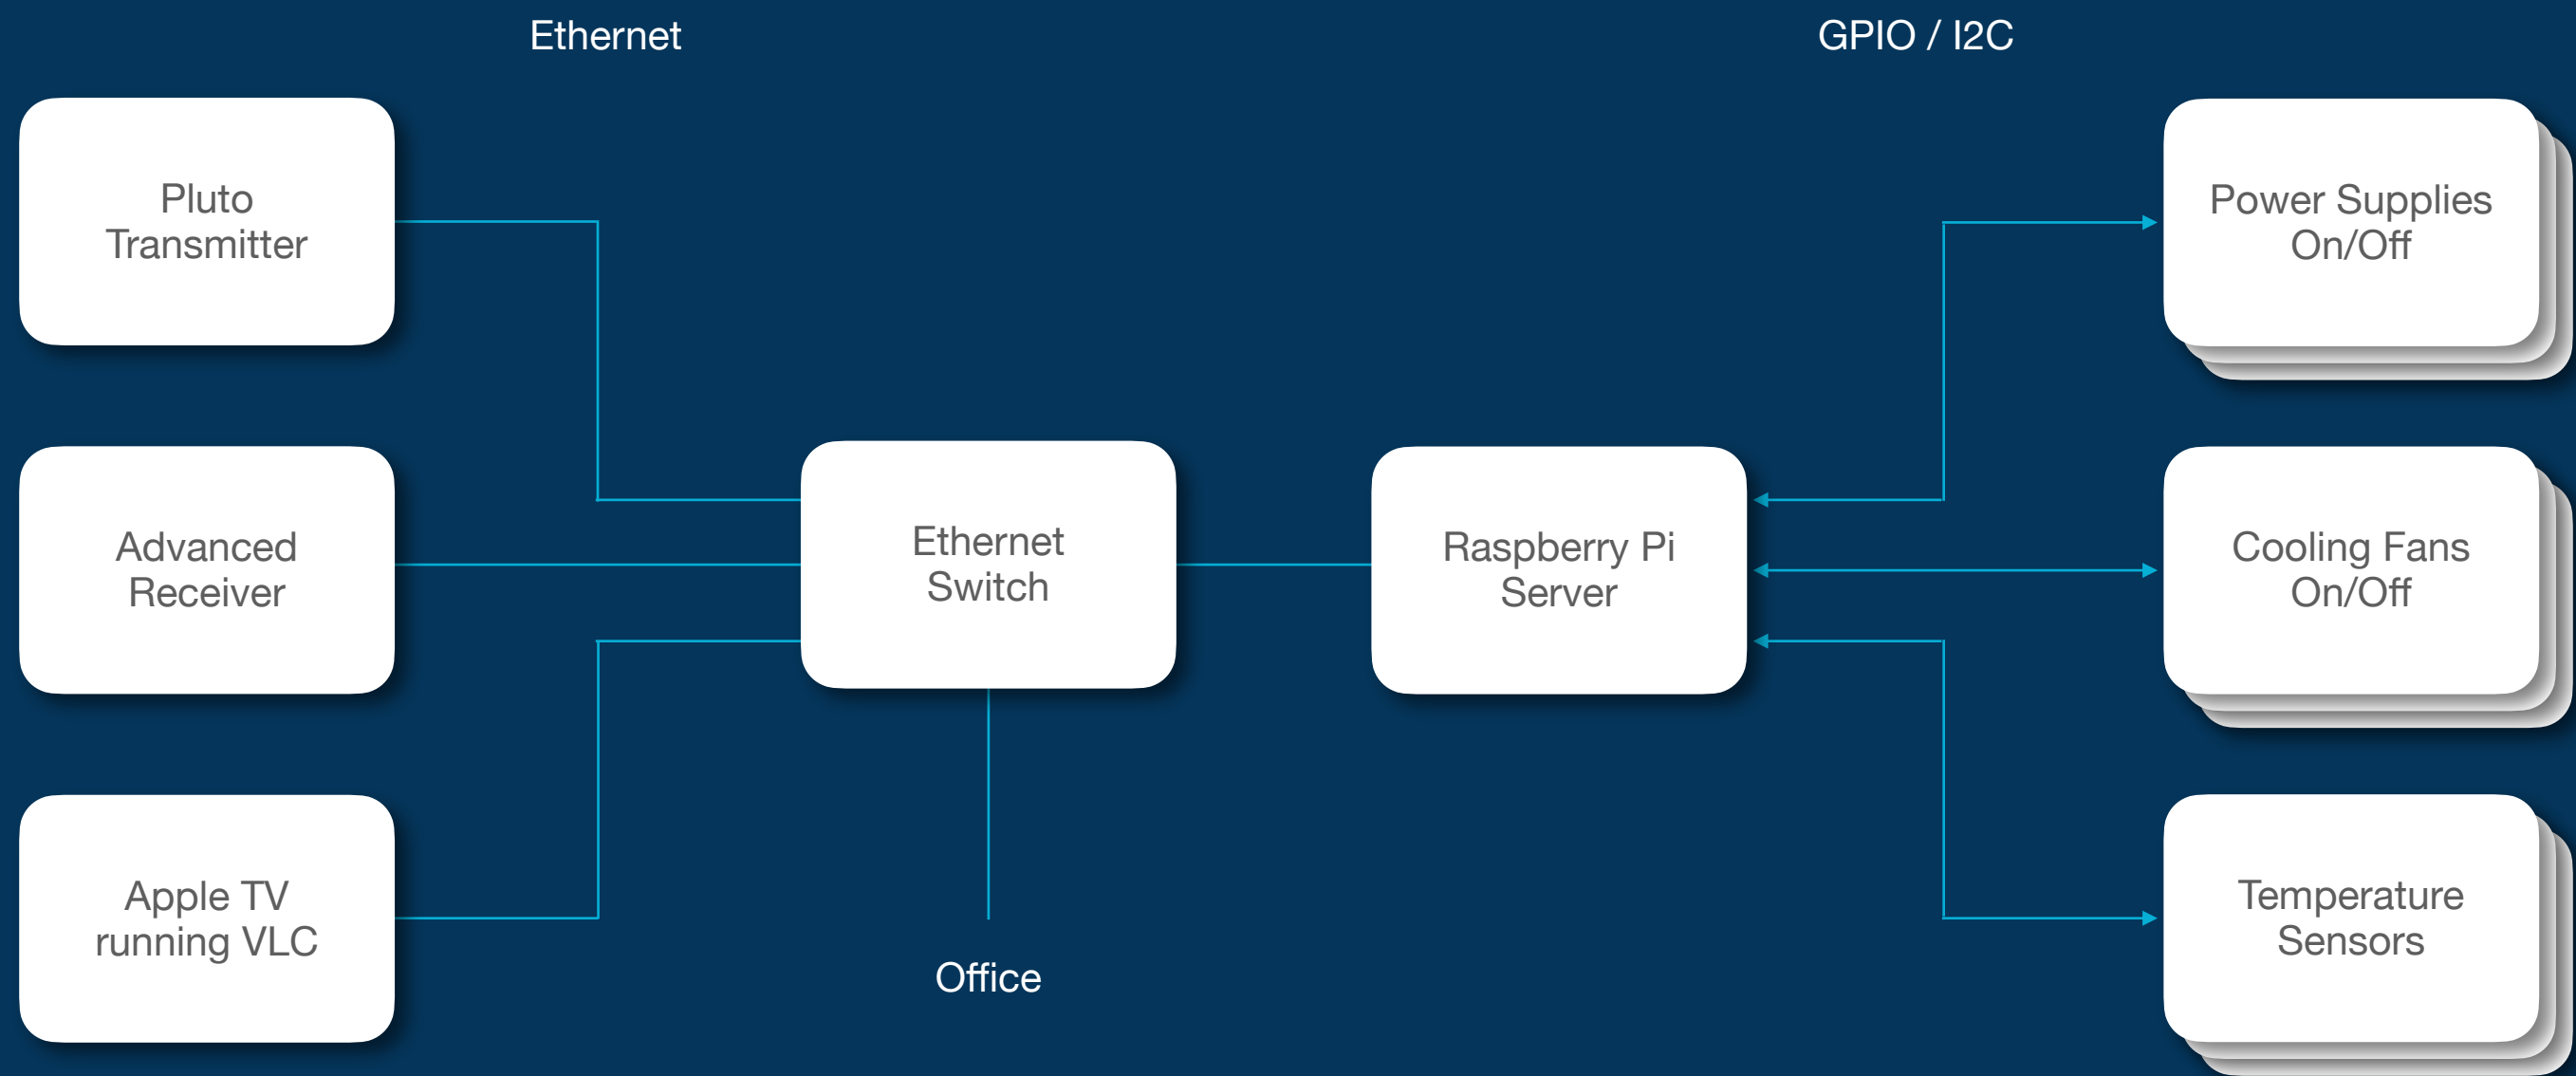 Ethernet
GPIO / I2C
Pluto
Transmitter
Power Supplies
On/Off
Advanced
Receiver
Ethernet
Switch
Raspberry Pi
Server
Cooling Fans
On/Off
Apple TV
running VLC
Office
Temperature
Sensors